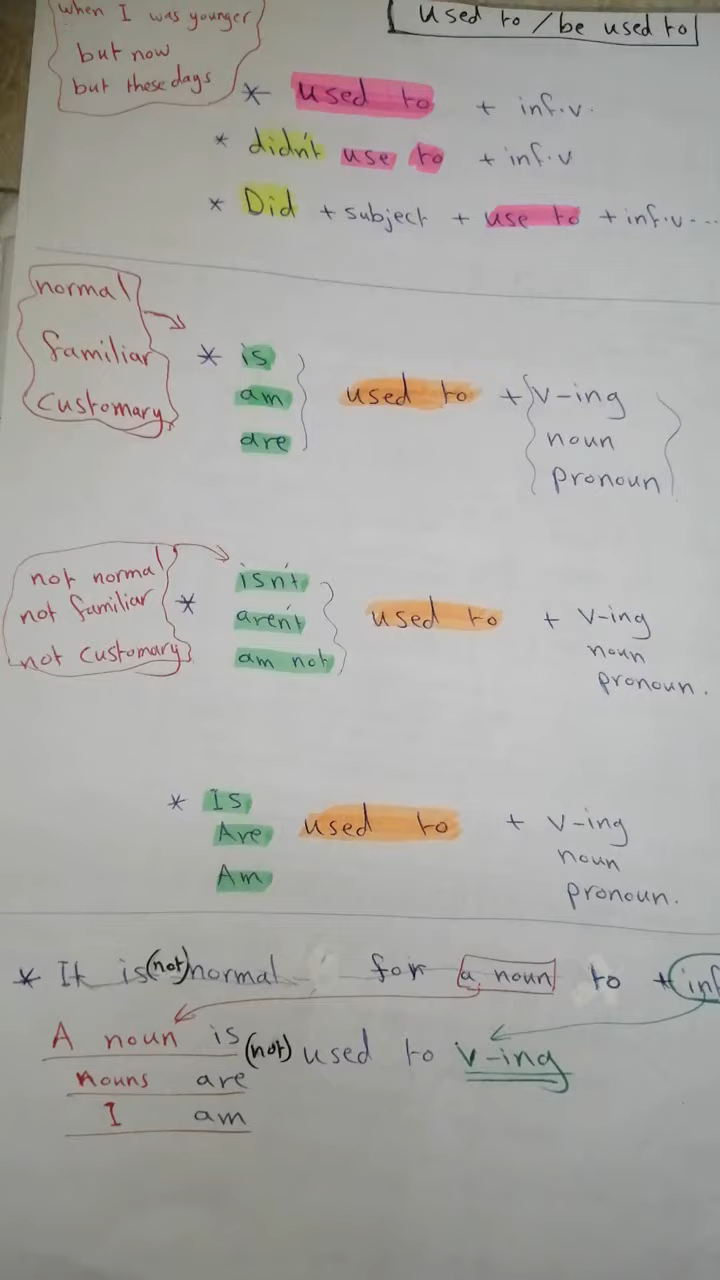 used to / be used to
when I was younger
but now
but these days
* used to + inf.v.
* didn't use to + inf.v
* Did + subject + use to + inf.v...
normal
familiar
customary
* is
am
are
used to + v-ing
noun
pronoun
not normal
not familiar
not customary
* isn't
aren't
am not
used to + v-ing
noun
pronoun.
* Is
Are
Am
used to + v-ing
noun
pronoun.
* It is (not) normal for a noun to + inf
A noun is (not) used to v-ing
nouns are
I am